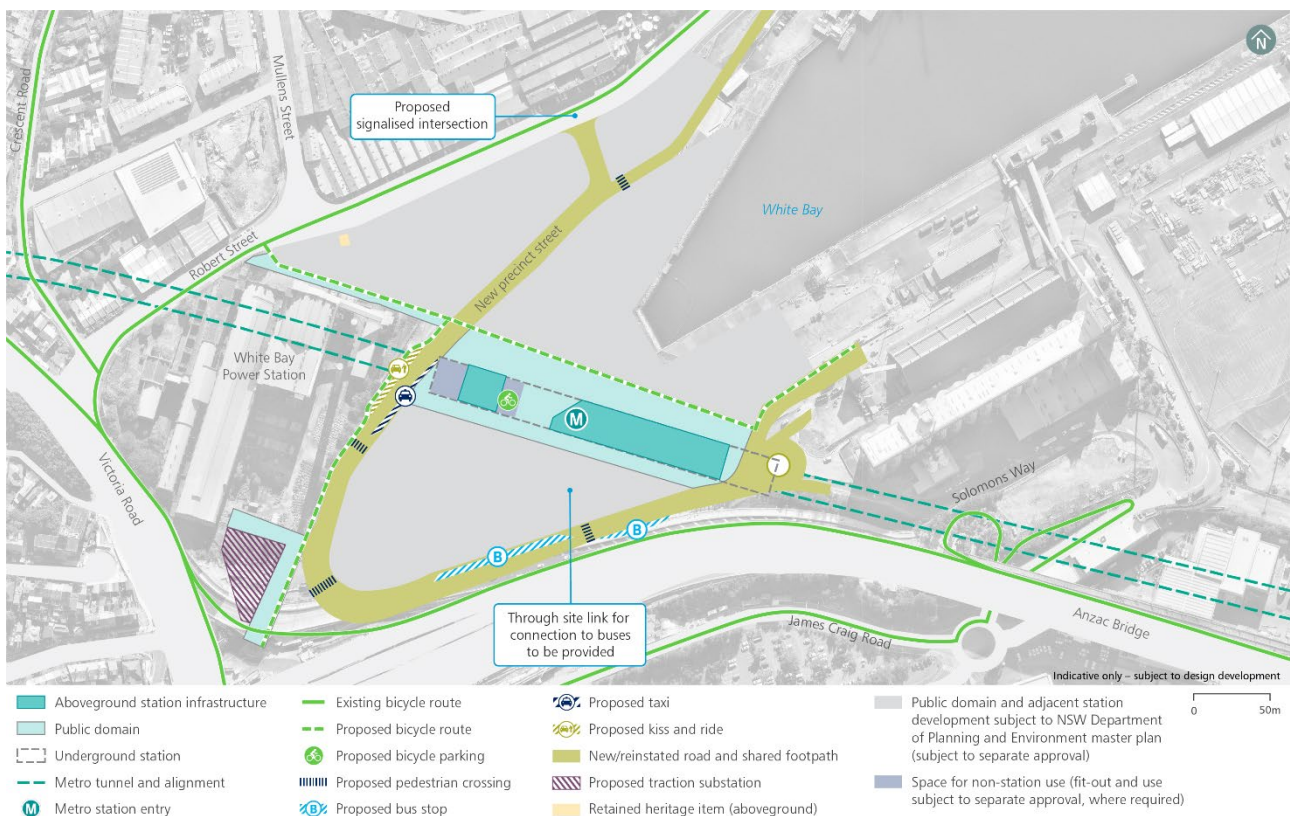 N
Crescent Road
Mullens Street
Proposed
signalised intersection
White Bay
Robert Street
New precinct street
White Bay
Power Station
M
Victoria Road
Solomons Way
B
B
Through site link for
connection to buses
to be provided
James Craig Road
Anzac Bridge
Indicative only – subject to design development
Aboveground station infrastructure
Public domain
Underground station
Metro tunnel and alignment
M Metro station entry
Existing bicycle route
Proposed bicycle route
Proposed bicycle parking
Proposed pedestrian crossing
B Proposed bus stop
Proposed taxi
Proposed kiss and ride
New/reinstated road and shared footpath
Proposed traction substation
Retained heritage item (aboveground)
Public domain and adjacent station
development subject to NSW Department
of Planning and Environment master plan
(subject to separate approval)
Space for non-station use (fit-out and use
subject to separate approval, where required)
0 50m